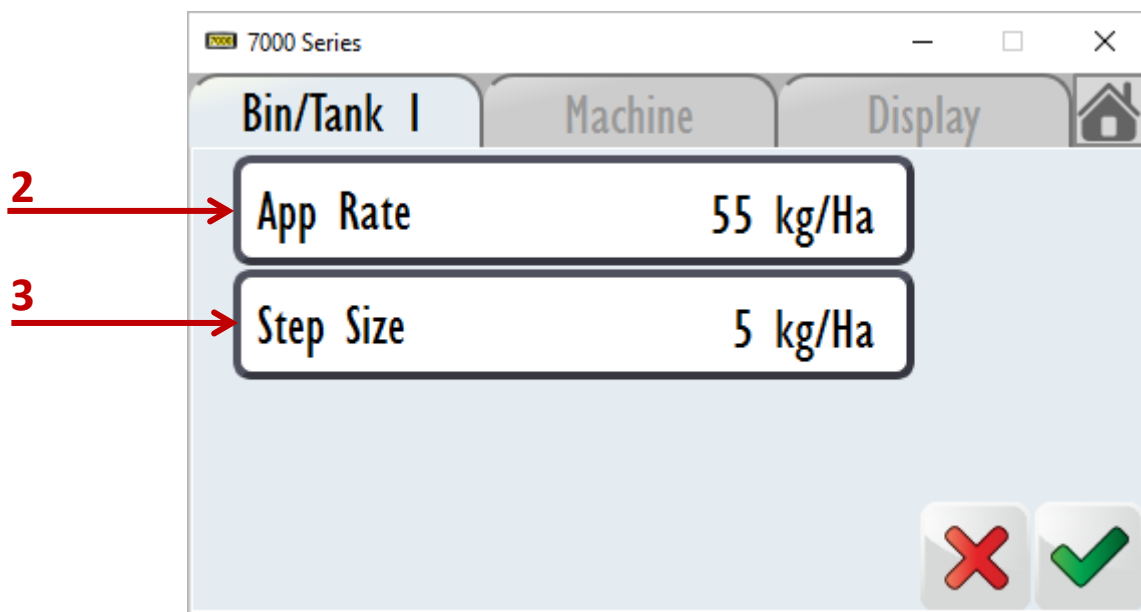 7000 7000 Series
Bin/Tank 1 Machine Display
2
App Rate 55 kg/Ha
3
Step Size 5 kg/Ha